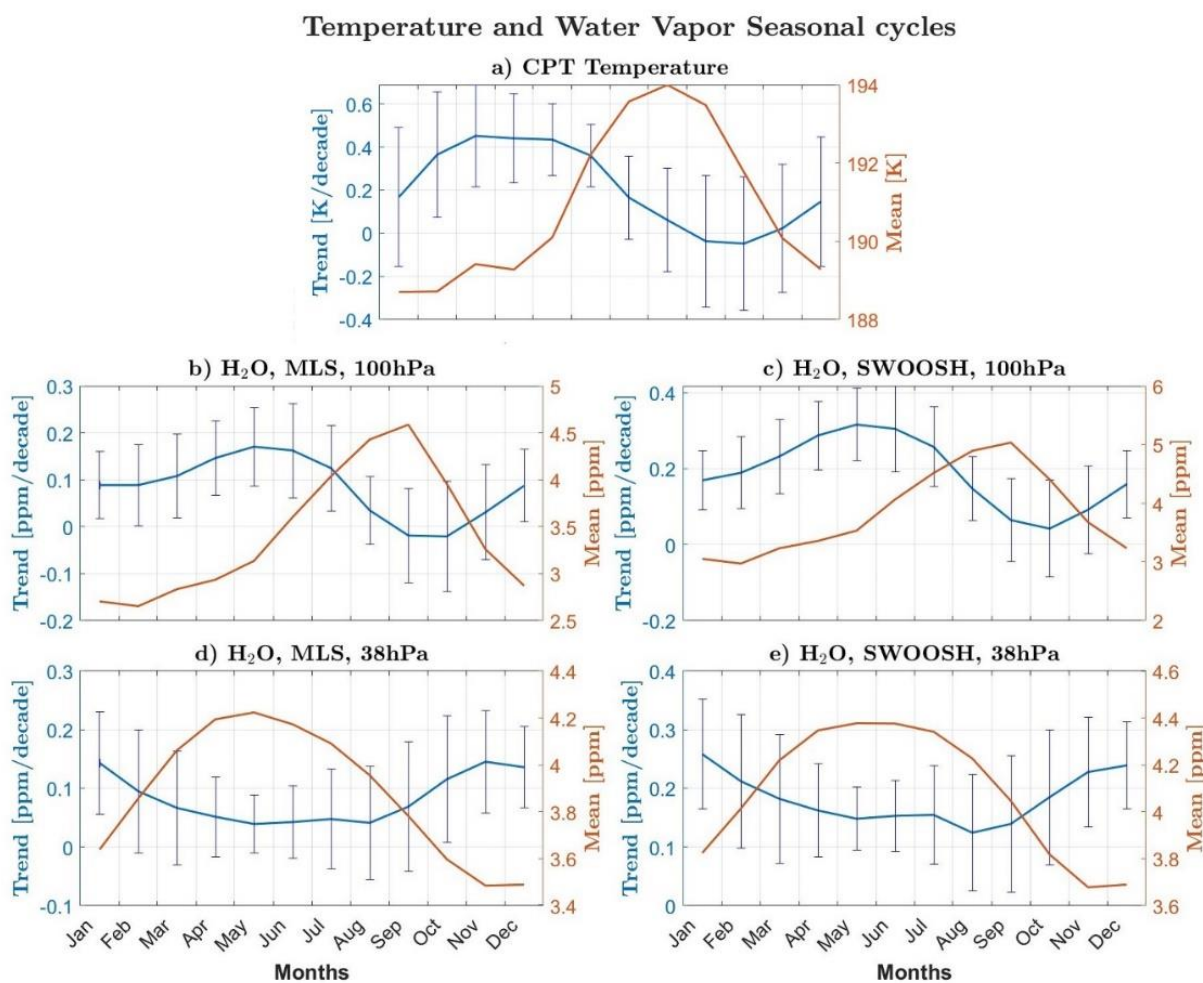 Temperature and Water Vapor Seasonal cycles
a) CPT Temperature
Trend [K/decade]
0.6
0.4
0.2
0
-0.2
-0.4
194
192
190
188
Mean [K]
b) H₂O, MLS, 100hPa
Trend [ppm/decade]
0.3
0.2
0.1
0
-0.1
-0.2
5
4.5
4
3.5
3
2.5
Mean [ppm]
c) H₂O, SWOOSH, 100hPa
Trend [ppm/decade]
0.4
0.2
0
-0.2
6
5
4
3
2
Mean [ppm]
d) H₂O, MLS, 38hPa
Trend [ppm/decade]
0.3
0.2
0.1
0
-0.1
4.4
4.2
4
3.8
3.6
3.4
Mean [ppm]
Jan Feb Mar Apr May Jun Jul Aug Sep Oct Nov Dec
Months
e) H₂O, SWOOSH, 38hPa
Trend [ppm/decade]
0.4
0.3
0.2
0.1
0
4.6
4.4
4.2
4
3.8
3.6
Mean [ppm]
Jan Feb Mar Apr May Jun Jul Aug Sep Oct Nov Dec
Months